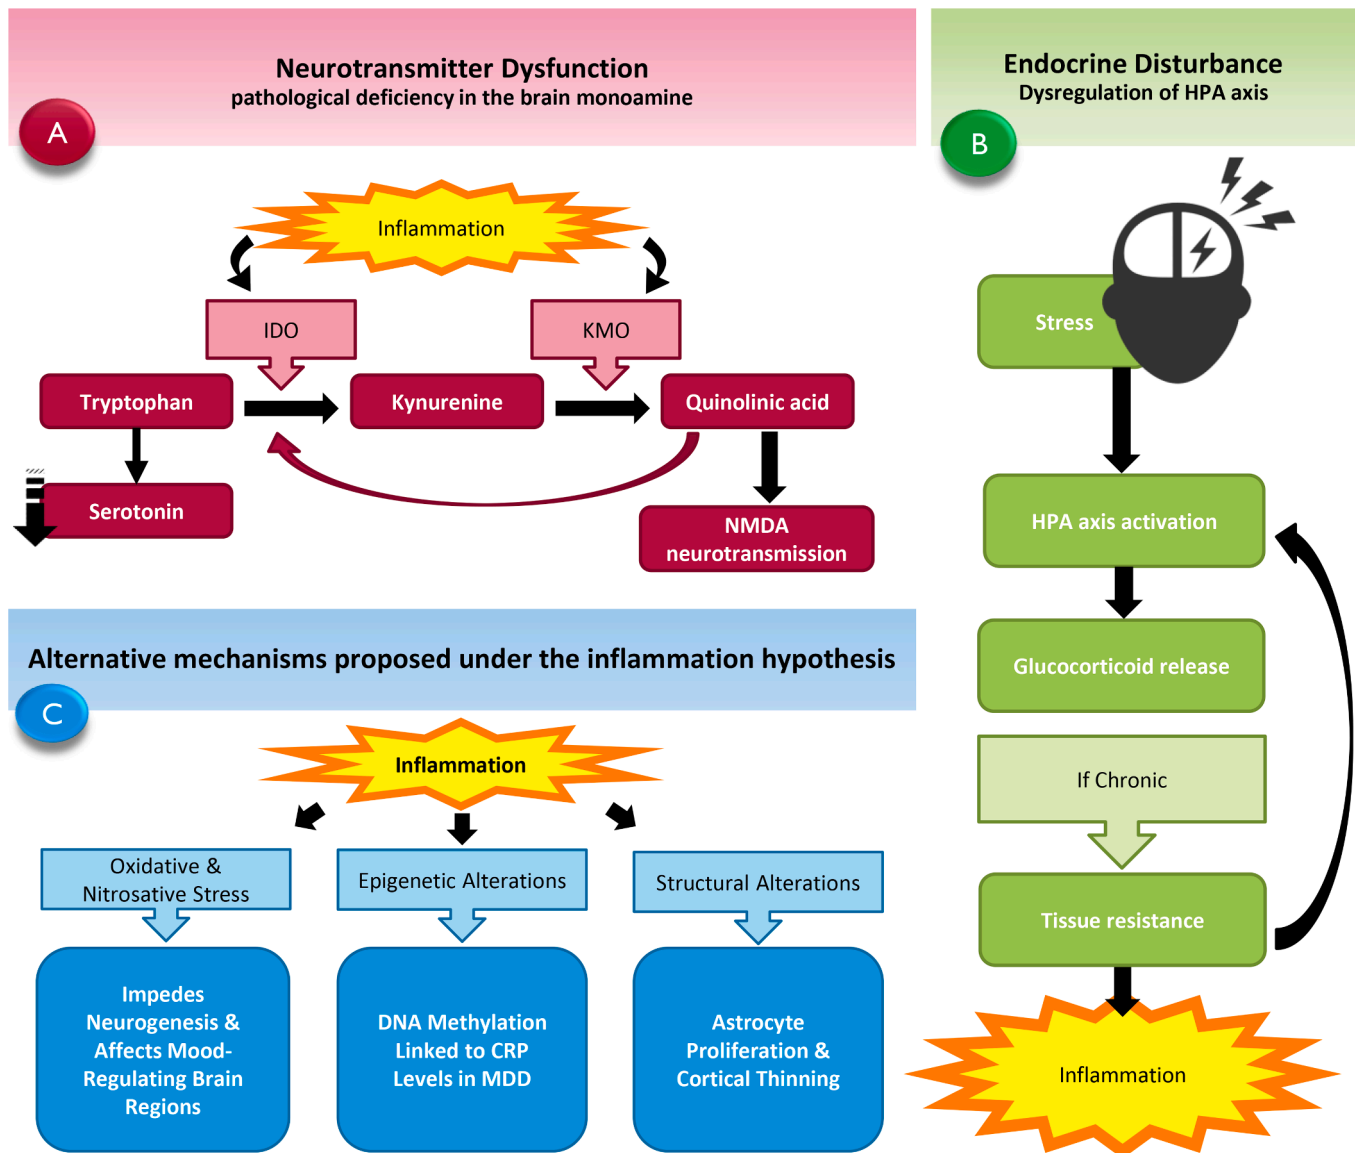 Neurotransmitter Dysfunction
pathological deficiency in the brain monoamine
A
Inflammation
IDO
KMO
Tryptophan
Kynurenine
Quinolinic acid
Serotonin
NMDA
neurotransmission
Endocrine Disturbance
Dysregulation of HPA axis
B
Stress
HPA axis activation
Glucocorticoid release
If Chronic
Tissue resistance
Inflammation
Alternative mechanisms proposed under the inflammation hypothesis
C
Inflammation
Oxidative &
Nitrosative Stress
Epigenetic Alterations
Structural Alterations
Impedes
Neurogenesis &
Affects Mood-
Regulating Brain
Regions
DNA Methylation
Linked to CRP
Levels in MDD
Astrocyte
Proliferation &
Cortical Thinning